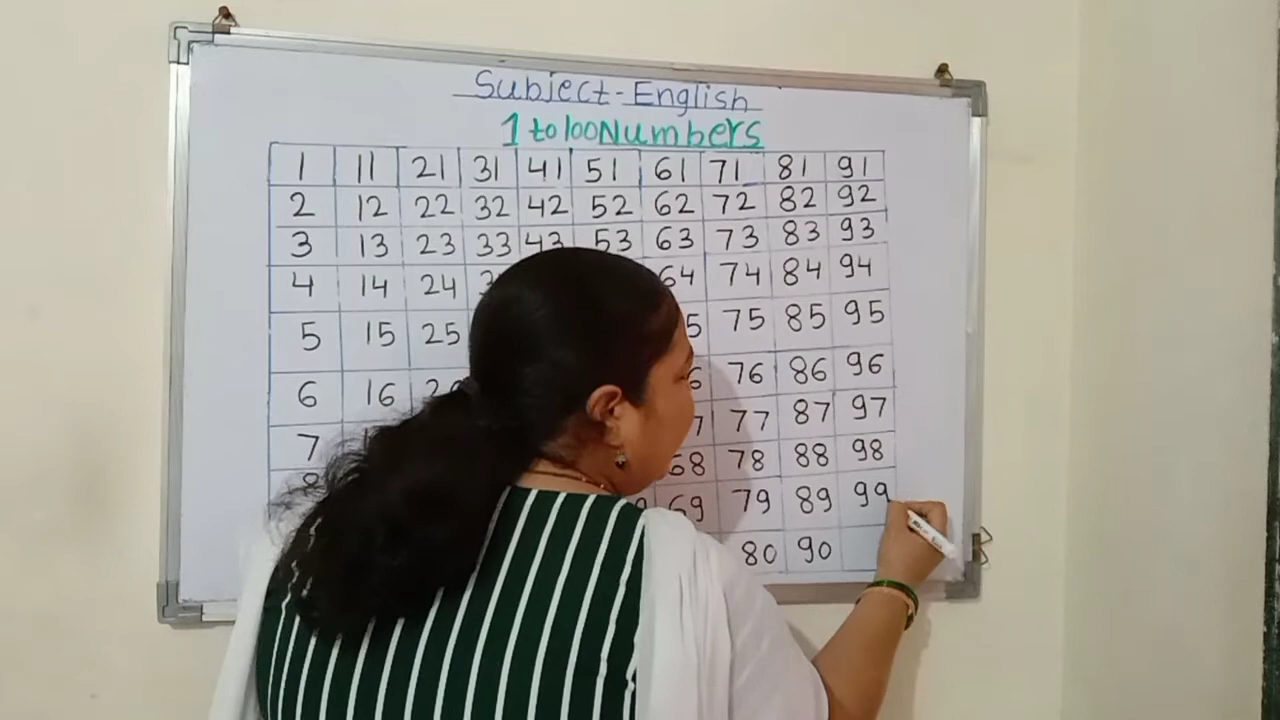 Subject-English
1 to 100 Numbers
1 11 21 31 41 51 61 71 81 91
2 12 22 32 42 52 62 72 82 92
3 13 23 33 43 53 63 73 83 93
4 14 24 64 74 84 94
5 15 25 75 85 95
6 16 76 86 96
7 77 87 97
68 78 88 98
69 79 89 99
80 90